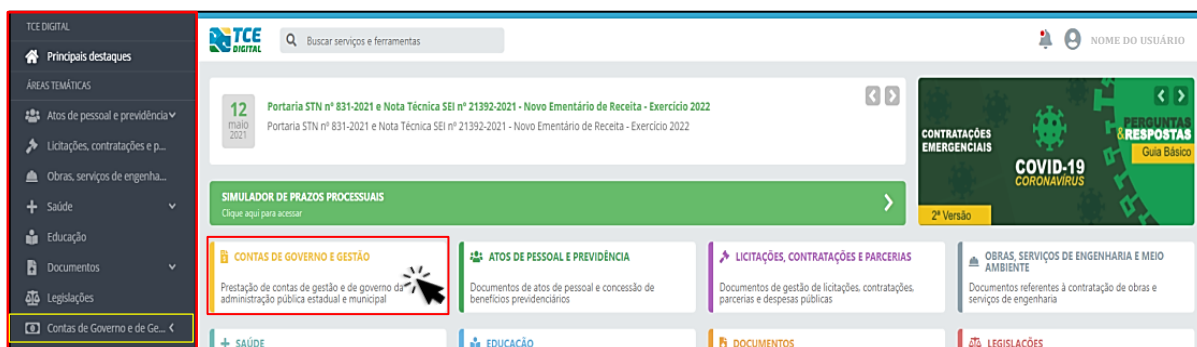 TCE DIGITAL
Principais destaques
ÁREAS TEMÁTICAS
Atos de pessoal e previdência
Licitações, contratações e p...
Obras, serviços de engenha...
Saúde
Educação
Documentos
Legislações
Contas de Governo e de Ge...
TCE
DIGITAL
Buscar serviços e ferramentas
NOME DO USUÁRIO
12
maio
2021
Portaria STN nº 831-2021 e Nota Técnica SEI nº 21392-2021 - Novo Ementário de Receita - Exercício 2022
Portaria STN nº 831-2021 e Nota Técnica SEI nº 21392-2021 - Novo Ementário de Receita - Exercício 2022
CONTRATAÇÕES
EMERGENCIAIS
COVID-19
CORONAVÍRUS
PERGUNTAS
&RESPOSTAS
Guia Básico
2ª Versão
SIMULADOR DE PRAZOS PROCESSUAIS
Clique aqui para acessar
CONTAS DE GOVERNO E GESTÃO
Prestação de contas de gestão e de governo da
administração pública estadual e municipal
ATOS DE PESSOAL E PREVIDÊNCIA
Documentos de atos de pessoal e concessão de
benefícios previdenciários
LICITAÇÕES, CONTRATAÇÕES E PARCERIAS
Documentos de gestão de licitações, contratações,
parcerias e despesas públicas
OBRAS, SERVIÇOS DE ENGENHARIA E MEIO
AMBIENTE
Documentos referentes à contratação de obras e
serviços de engenharia
SAÚDE
EDUCAÇÃO
DOCUMENTOS
LEGISLAÇÕES